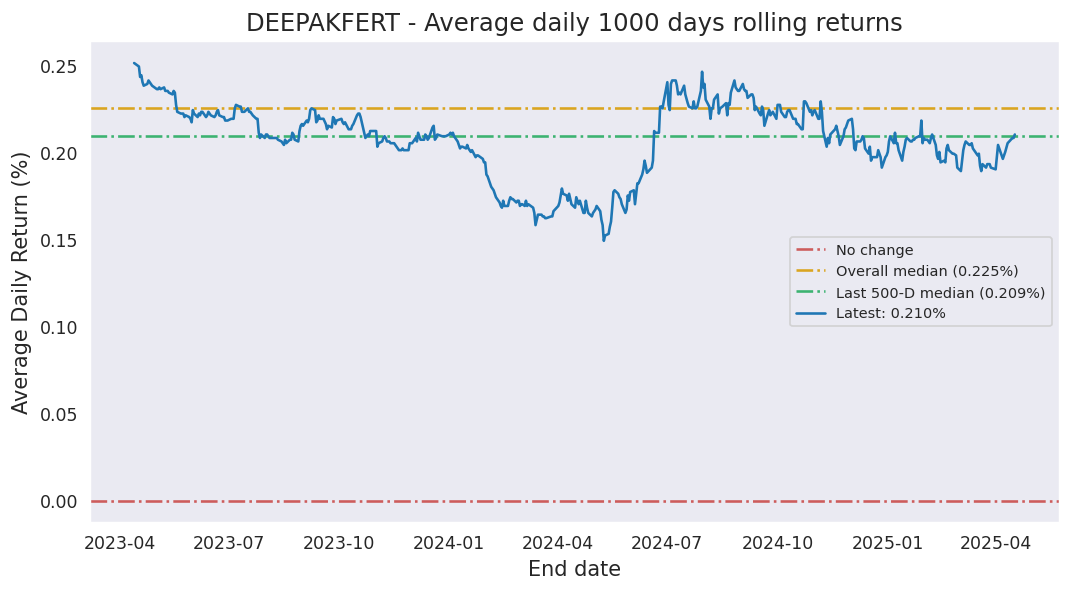 DEEPAKFERT - Average daily 1000 days rolling returns
Average Daily Return (%)
0.25
0.20
0.15
0.10
0.05
0.00
No change
Overall median (0.225%)
Last 500-D median (0.209%)
Latest: 0.210%
2023-04 2023-07 2023-10 2024-01 2024-04 2024-07 2024-10 2025-01 2025-04
End date